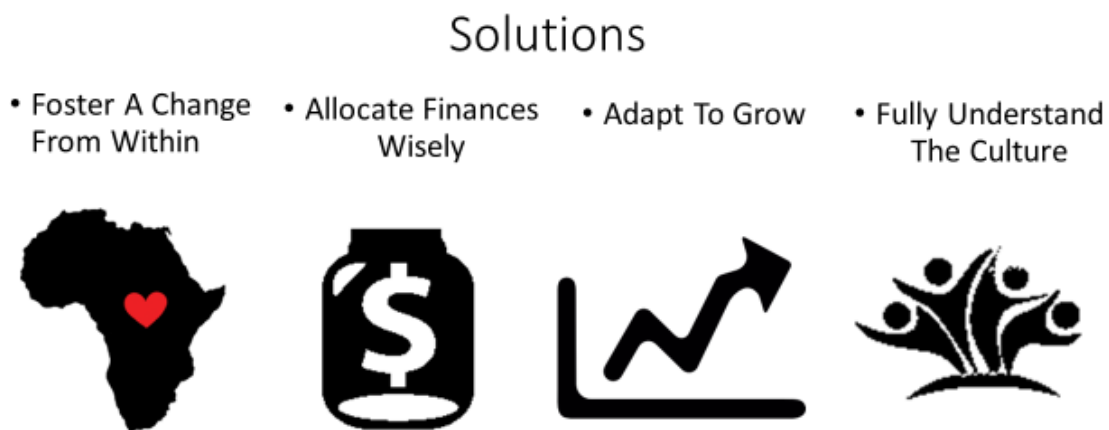 Solutions
• Foster A Change
From Within
• Allocate Finances
Wisely
• Adapt To Grow
• Fully Understand
The Culture
$